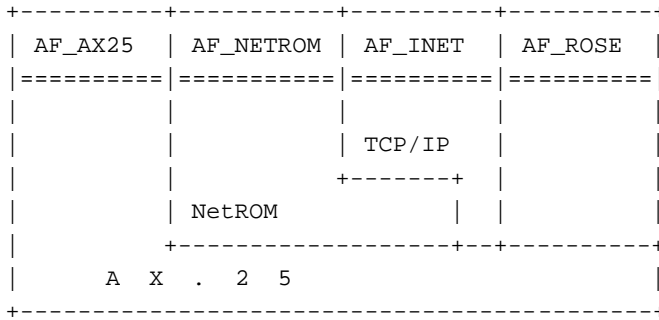 +----------+-----------+----------+-----------+
| AF_AX25 | AF_NETROM | AF_INET | AF_ROSE |
|==========|===========|==========|==========|
| | | | |
| | | TCP/IP | |
| | +-------+ | |
| | NetROM | | |
| +-------------------+--+----------+
| A X . 2 5 |
+---------------------------------------------+